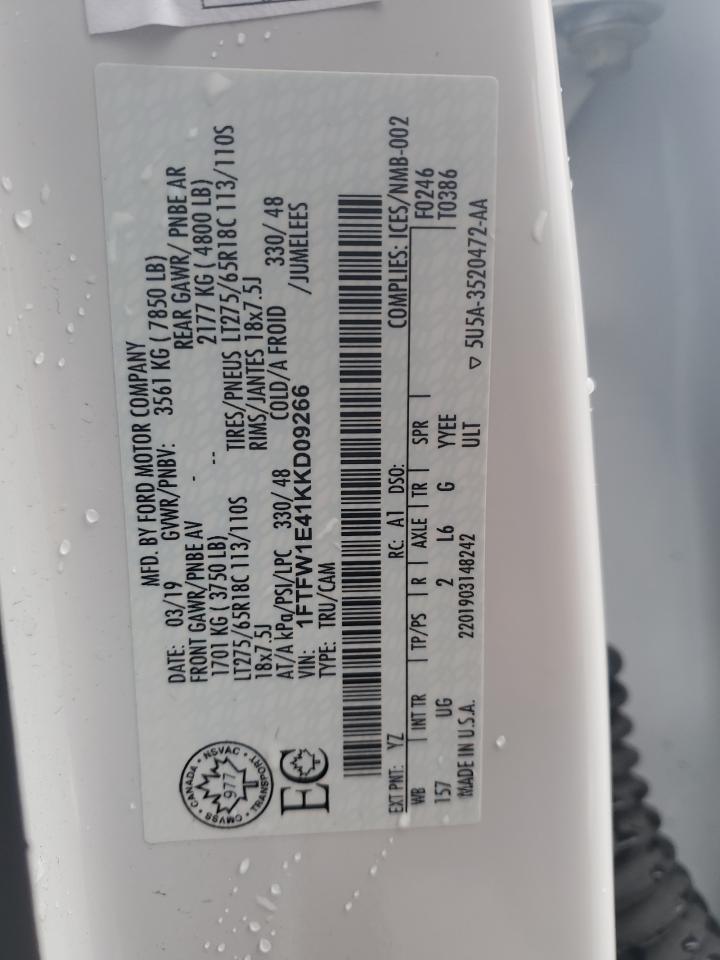 MFD. BY FORD MOTOR COMPANY
DATE: 03/19 GVWR/PNBV: 3561 KG ( 7850 LB)
FRONT GAWR/PNBE AV - REAR GAWR/ PNBE AR
1701 KG ( 3750 LB) -- 2177 KG ( 4800 LB)
LT275/65R18C 113/110S TIRES/PNEUS LT275/65R18C 113/110S
18x7.5J RIMS/JANTES 18x7.5J
AT/A kPa/PSI/LPC 330/ 48 COLD/A FROID 330/ 48
VIN: 1FTFW1E41KKD09266 /JUMELEES
TYPE: TRU/CAM
CANADA • NSVAC • TRANSPORT • CMVSS •
977
EC
EXT PNT: YZ RC: A1 DSO: COMPLIES: ICES/NMB-002
WB INT TR TP/PS R AXLE TR SPR F0246
157 UG 2 L6 G YYEE T0386
MADE IN U.S.A. 2201903148242 ULT ▽ 5U5A-3520472-AA